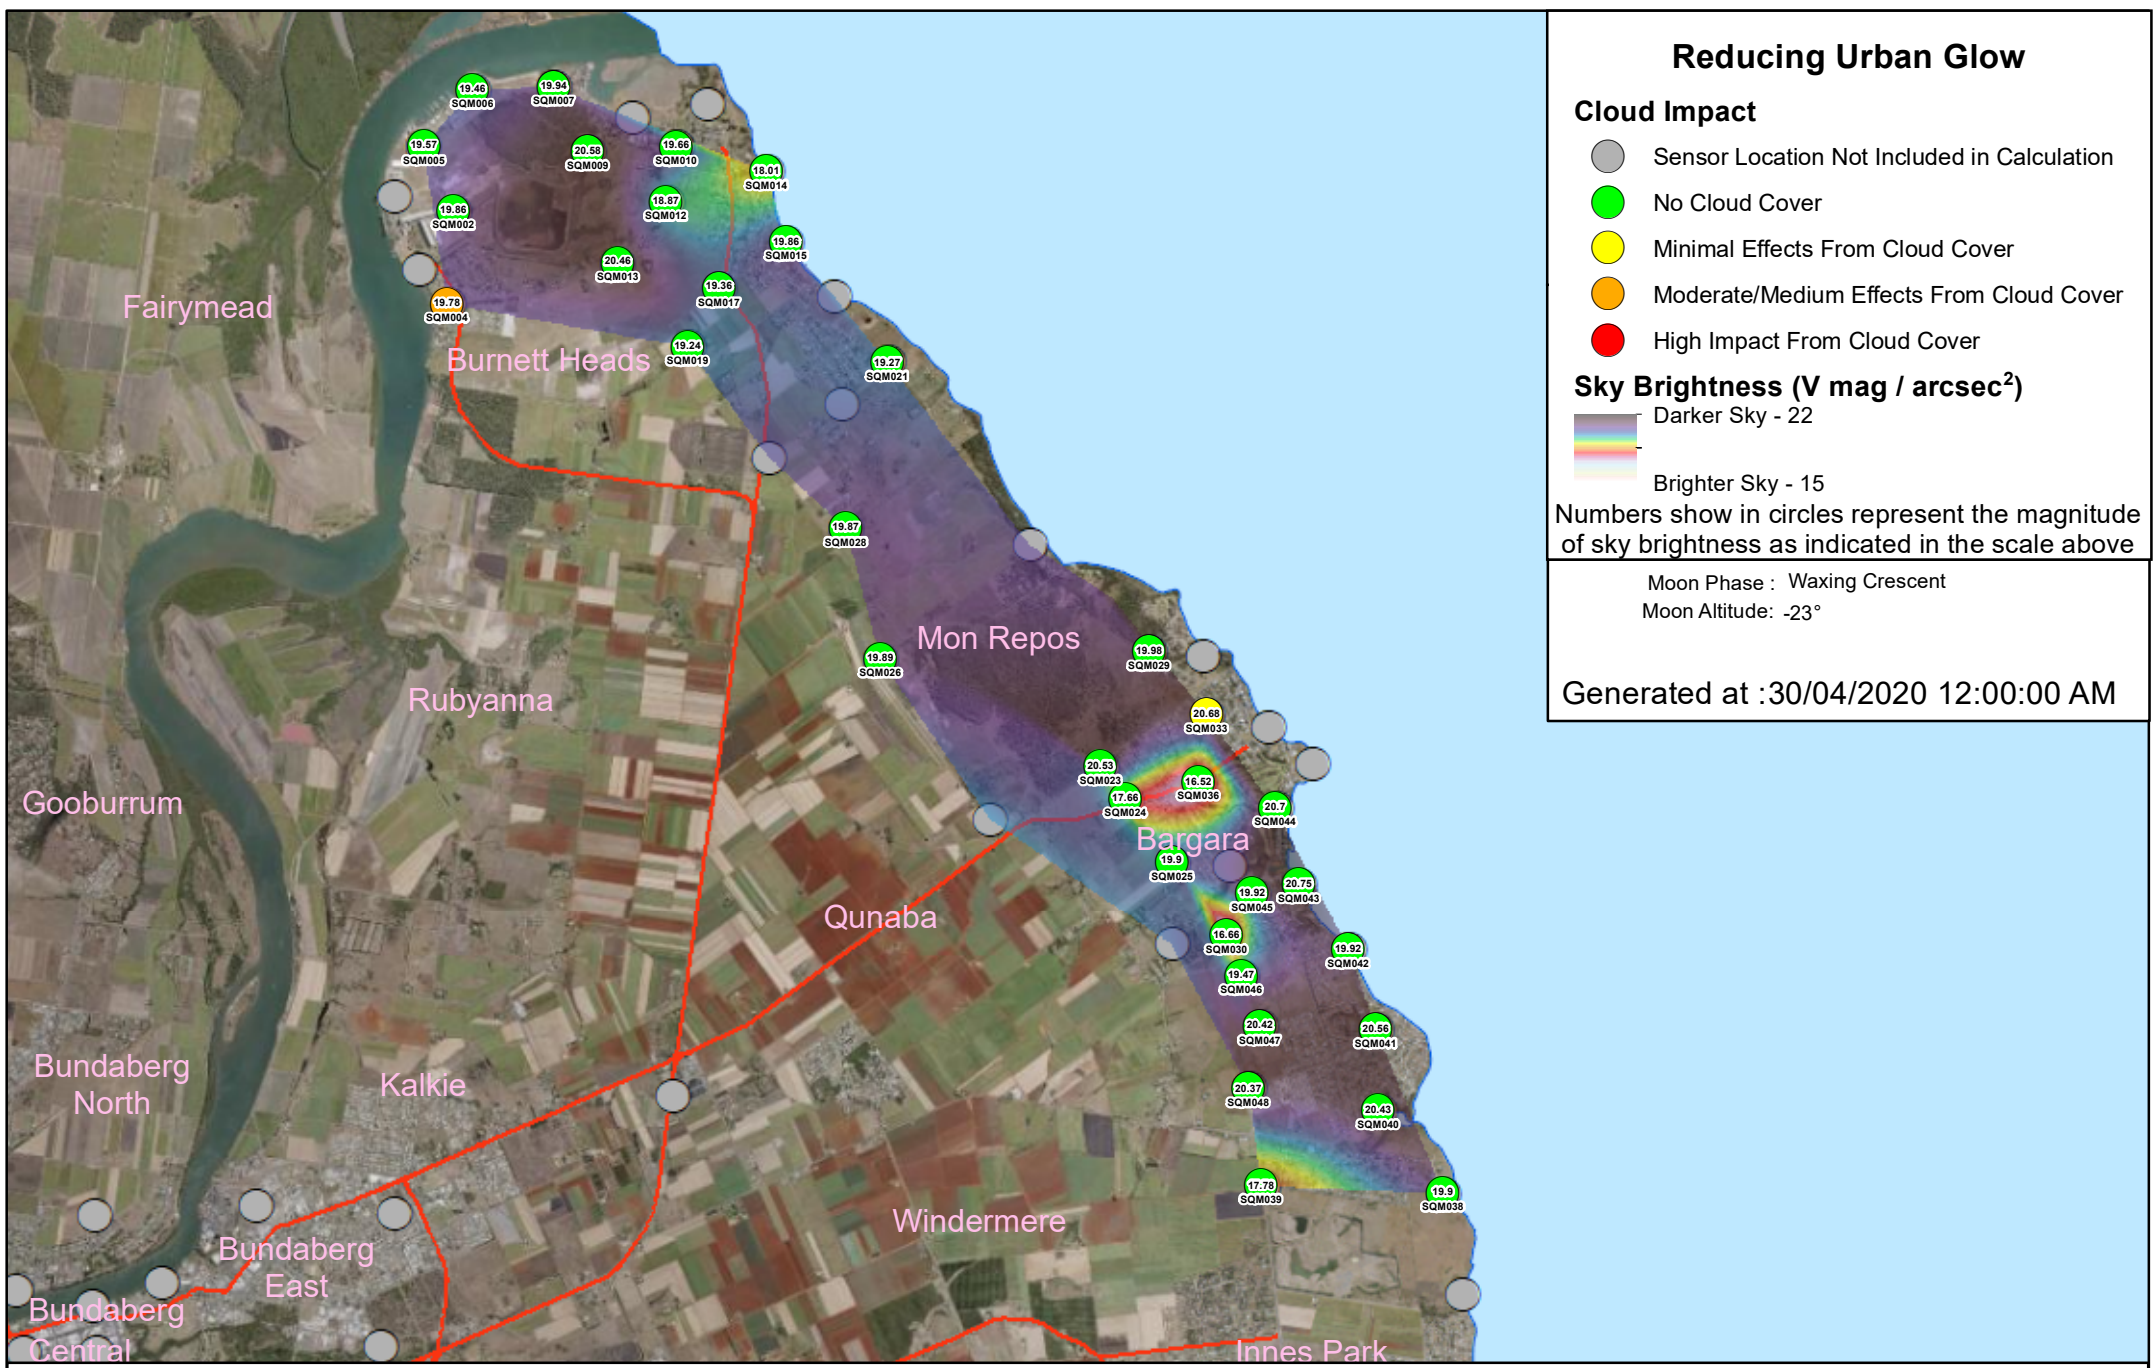 Reducing Urban Glow
Cloud Impact
Sensor Location Not Included in Calculation
No Cloud Cover
Minimal Effects From Cloud Cover
Moderate/Medium Effects From Cloud Cover
High Impact From Cloud Cover
Sky Brightness (V mag / arcsec²)
Darker Sky - 22
Brighter Sky - 15
Numbers show in circles represent the magnitude
of sky brightness as indicated in the scale above
Moon Phase : Waxing Crescent
Moon Altitude: -23°
Generated at :30/04/2020 12:00:00 AM
19.46
SQM006
19.94
SQM007
19.57
SQM005
20.58
SQM009
19.66
SQM010
18.01
SQM014
19.86
SQM002
18.87
SQM012
19.86
SQM015
20.46
SQM013
19.36
SQM017
19.78
SQM004
Fairymead
Burnett Heads
19.24
SQM019
19.27
SQM021
19.87
SQM028
Mon Repos
19.89
SQM026
19.98
SQM029
Rubyanna
20.68
SQM033
20.53
SQM023
16.52
SQM036
17.66
SQM024
20.7
SQM044
Gooburrum
Bargara
19.9
SQM025
20.75
SQM043
19.92
SQM045
Qunaba
16.66
SQM030
19.92
SQM042
19.47
SQM046
20.42
SQM047
20.56
SQM041
Bundaberg
North
Kalkie
20.37
SQM048
20.43
SQM040
17.78
SQM039
19.9
SQM038
Windermere
Bundaberg
East
Bundaberg
Central
Innes Park